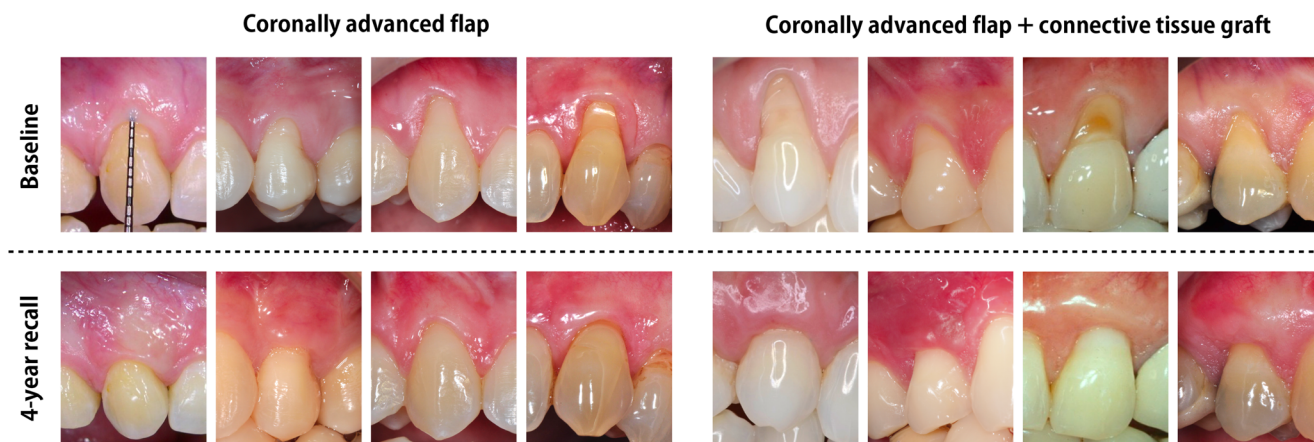 Coronally advanced flap
Coronally advanced flap + connective tissue graft
Baseline
4-year recall